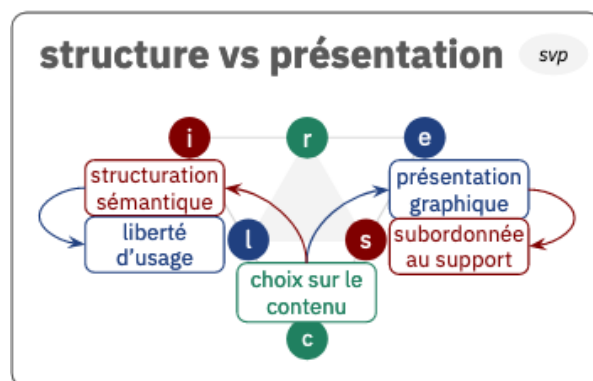 structure vs présentation
svp
i
r
e
structuration
sémantique
présentation
graphique
liberté
d'usage
l
s
subordonnée
au support
choix sur le
contenu
c